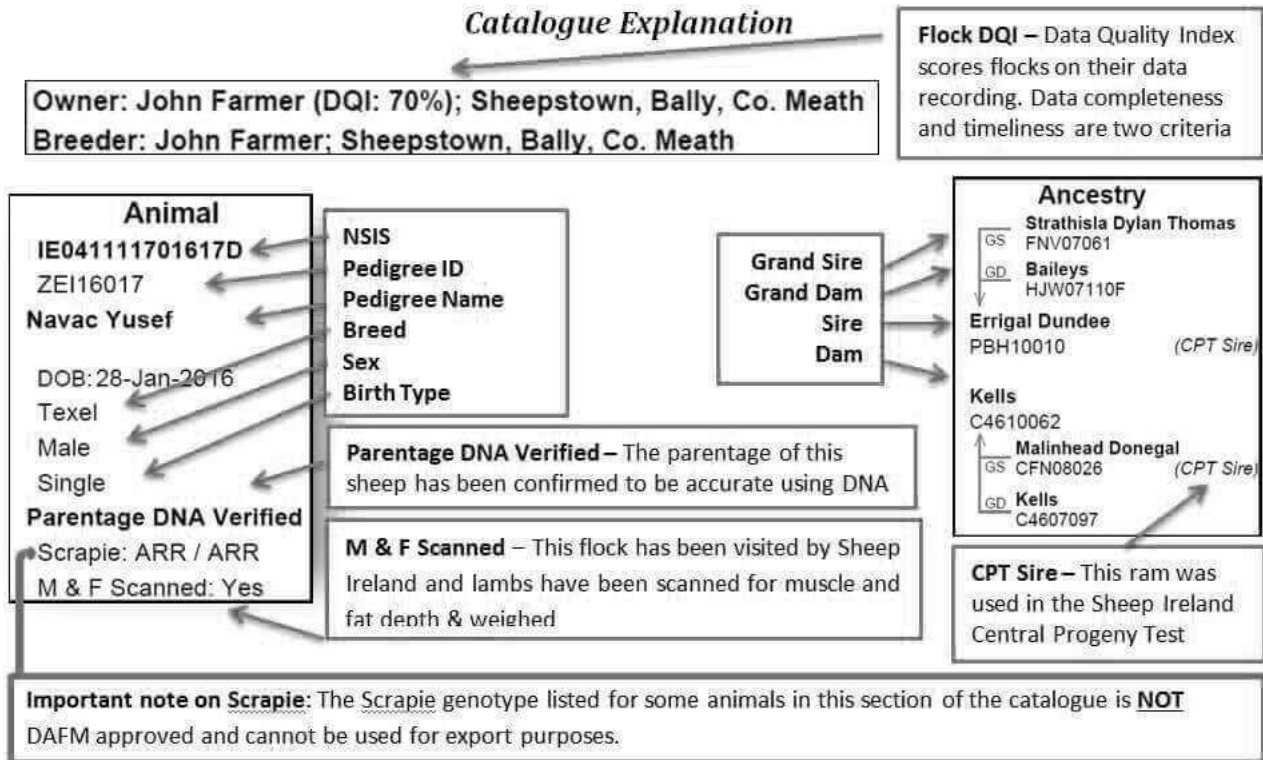 Catalogue Explanation
Flock DQI – Data Quality Index
scores flocks on their data
recording. Data completeness
and timeliness are two criteria
Owner: John Farmer (DQI: 70%); Sheepstown, Bally, Co. Meath
Breeder: John Farmer; Sheepstown, Bally, Co. Meath
Animal
IE041111701617D
ZEI16017
Navac Yusef
DOB: 28-Jan-2016
Texel
Male
Single
Parentage DNA Verified
Scrapie: ARR / ARR
M & F Scanned: Yes
NSIS
Pedigree ID
Pedigree Name
Breed
Sex
Birth Type
Parentage DNA Verified – The parentage of this
sheep has been confirmed to be accurate using DNA
M & F Scanned – This flock has been visited by Sheep
Ireland and lambs have been scanned for muscle and
fat depth & weighed
Grand Sire
Grand Dam
Sire
Dam
Ancestry
Strathisla Dylan Thomas
GS FNV07061
GD Baileys
HJW07110F
Errigal Dundee
PBH10010 (CPT Sire)
Kells
C4610062
Malinhead Donegal
GS CFN08026 (CPT Sire)
GD Kells
C4607097
CPT Sire – This ram was
used in the Sheep Ireland
Central Progeny Test
Important note on Scrapie: The Scrapie genotype listed for some animals in this section of the catalogue is NOT
DAFM approved and cannot be used for export purposes.